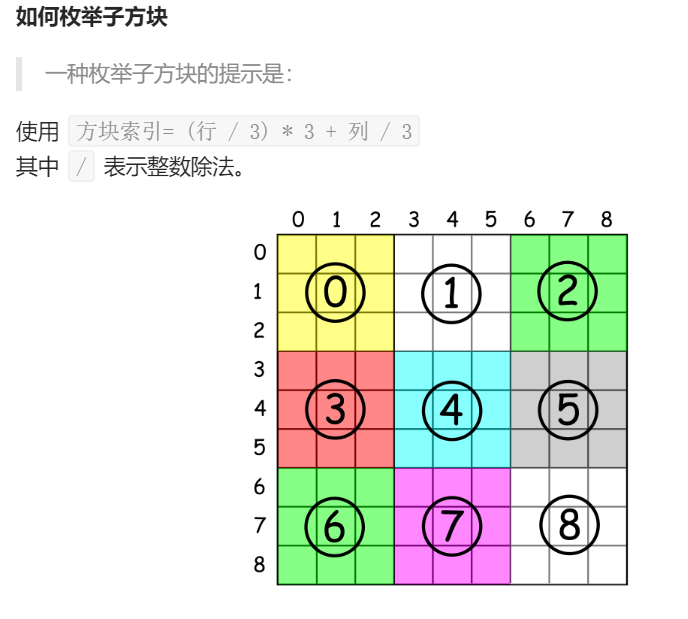 如何枚举子方块
一种枚举子方块的提示是：
使用 方块索引= (行 / 3) * 3 + 列 / 3
其中 / 表示整数除法。
0 1 2 3 4 5 6 7 8
0
1 0 1 2
2
3
4 3 4 5
5
6
7 6 7 8
8